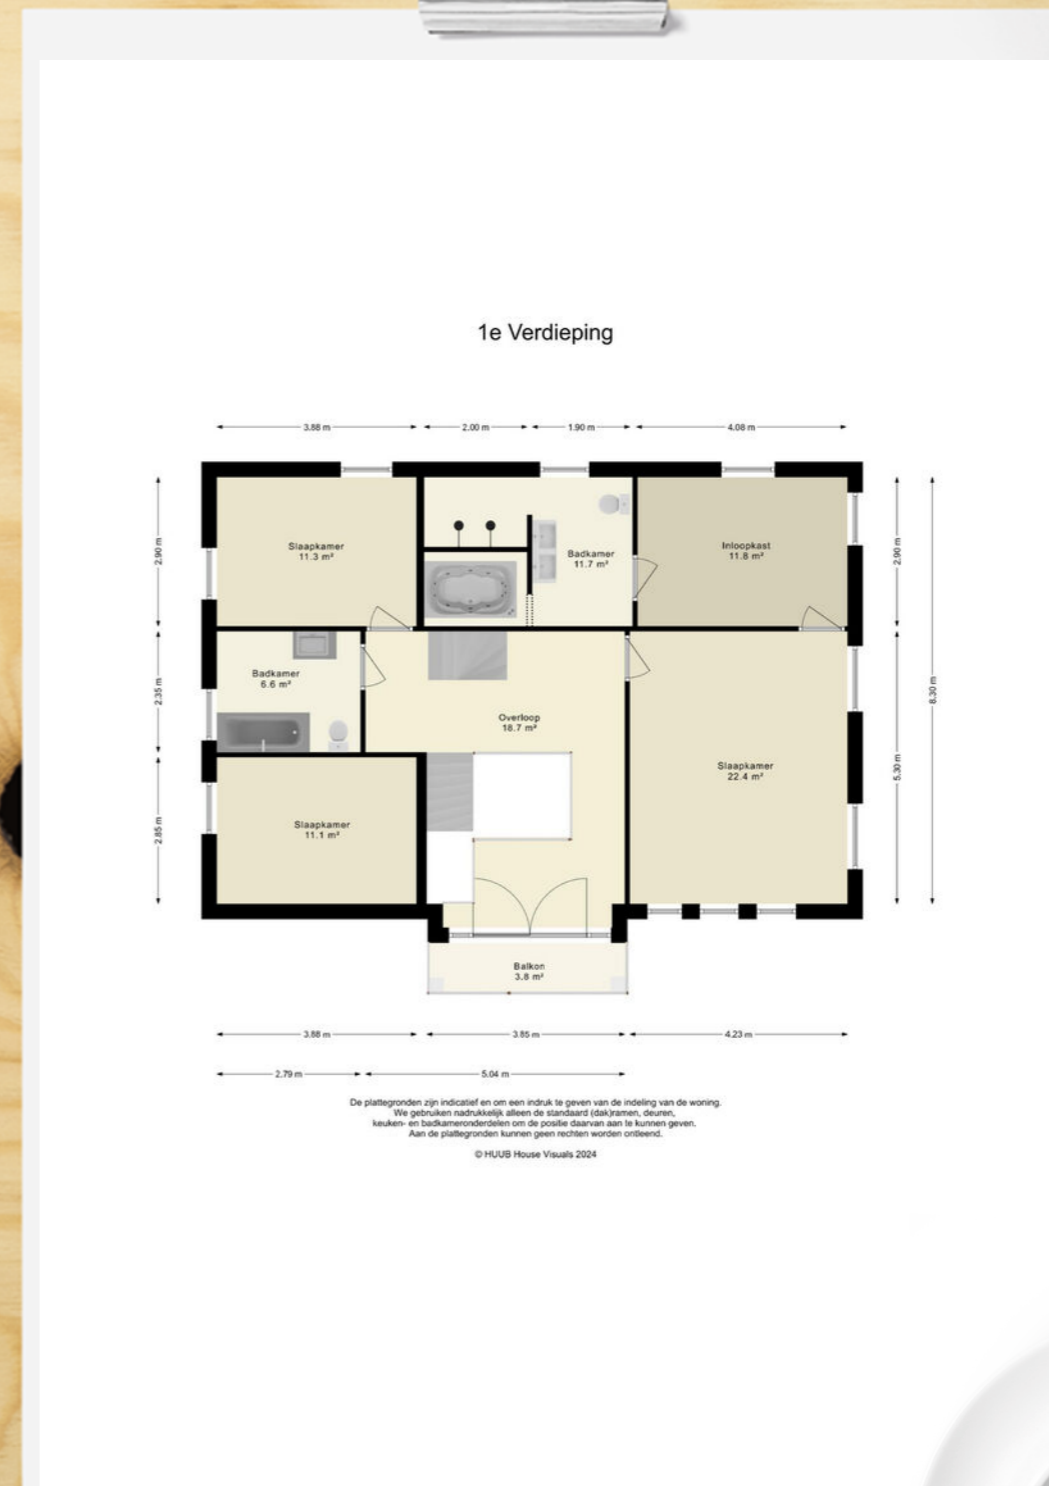 1e Verdieping
3.88 m
2.00 m
1.90 m
4.08 m
2.90 m
2.35 m
2.85 m
Slaapkamer
11.3 m²
Badkamer
11.7 m²
Inloopkast
11.8 m²
Badkamer
6.6 m²
Overloop
18.7 m²
Slaapkamer
22.4 m²
Slaapkamer
11.1 m²
Balkon
3.8 m²
2.90 m
5.30 m
8.30 m
3.88 m
3.85 m
4.23 m
2.79 m
5.04 m
De plattegronden zijn indicatief en om een indruk te geven van de indeling van de woning.
We gebruiken nadrukkelijk alleen de standaard (dak)ramen, deuren,
keuken- en badkameronderdelen om de positie daarvan aan te kunnen geven.
Aan de plattegronden kunnen geen rechten worden ontleend.
© HUUB House Visuals 2024